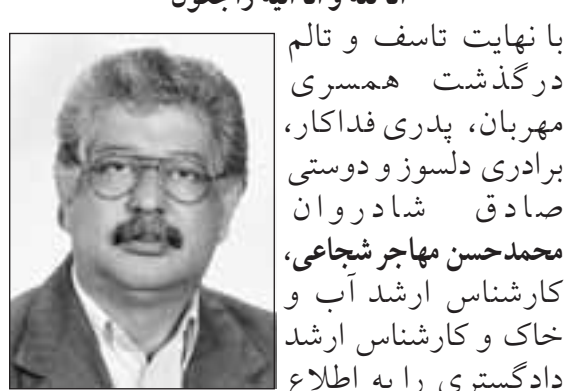 با نهایت تاسف و تالم
درگذشت همسری
مهربان، پدری فداکار،
برادری دلسوز و دوستی
صادق شادروان
محمدحسن مهاجر شجاعی،
کارشناس ارشد آب و
خاک و کارشناس ارشد
دادگستری را به اطلاع